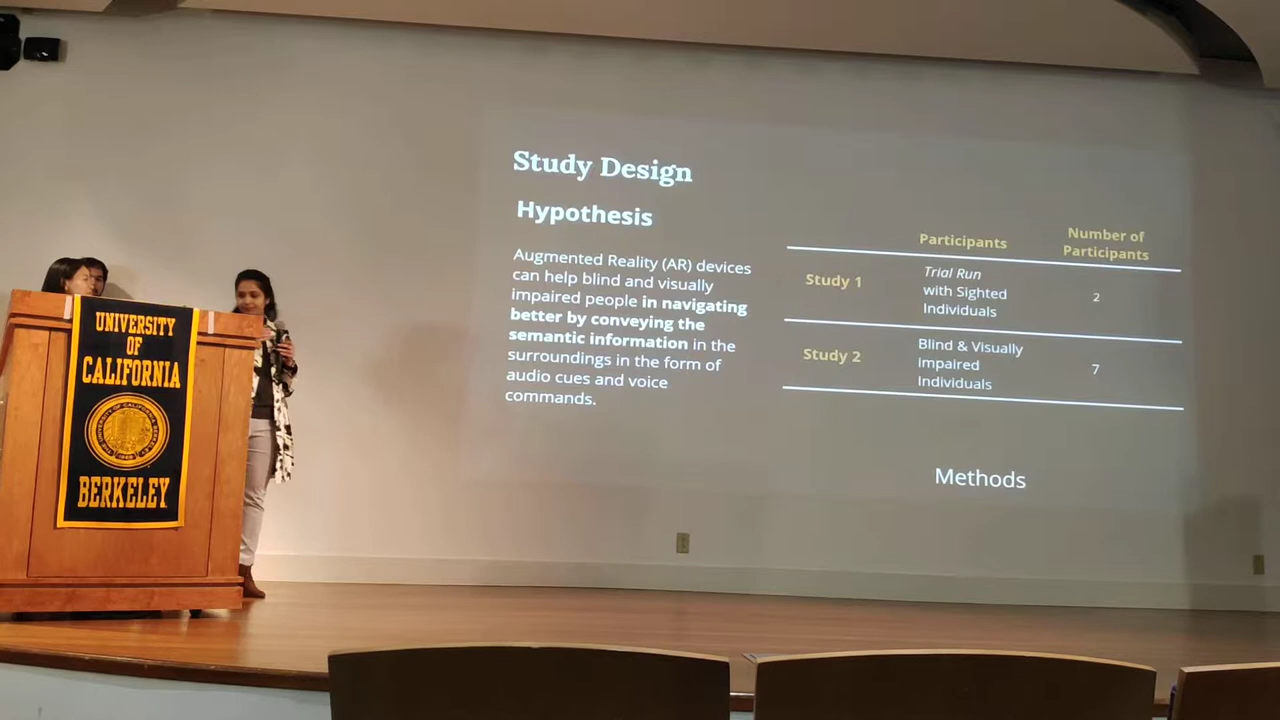 UNIVERSITY
OF
CALIFORNIA
BERKELEY
Study Design
Hypothesis
Augmented Reality (AR) devices
can help blind and visually
impaired people in navigating
better by conveying the
semantic information in the
surroundings in the form of
audio cues and voice
commands.
Participants
Number of
Participants
Study 1
Trial Run
with Sighted
Individuals
2
Study 2
Blind & Visually
Impaired
Individuals
7
Methods